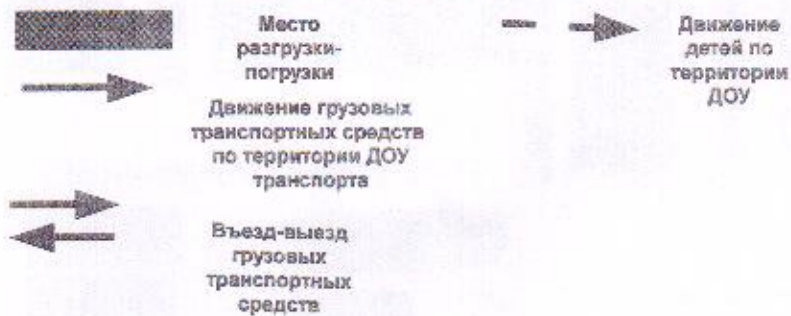 Место
разгрузки-
погрузки
Движение грузовых
транспортных средств
по территории ДОУ
транспорта
Въезд-выезд
грузовых
транспортных
средств
Движение
детей по
территории
ДОУ